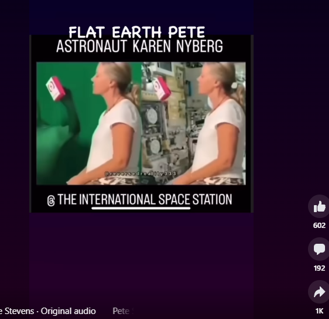 FLAT EARTH PETE
ASTRONAUT KAREN NYBERG
@ THE INTERNATIONAL SPACE STATION
602
192
e Stevens · Original audio Pete
1K